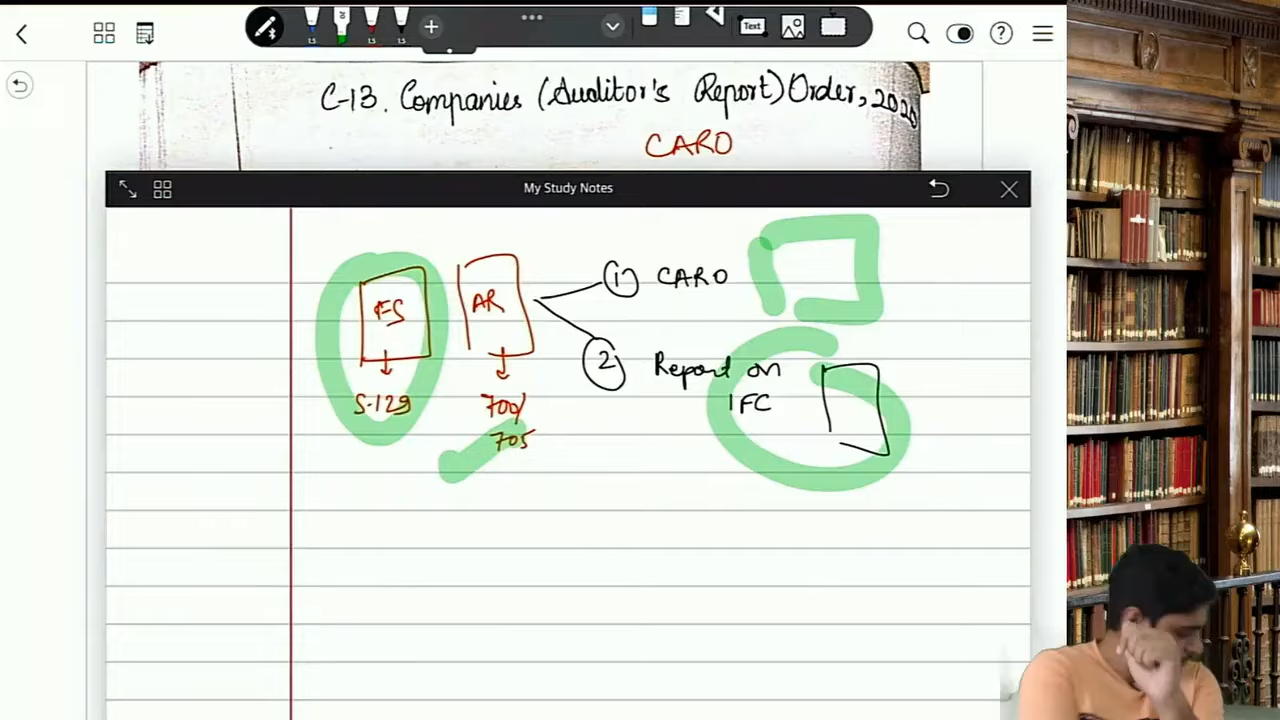 Text
C-13. Companies (Auditor's Report) Order, 2020
CARO
My Study Notes
FS
S-129
AR
700/
705
① CARO
② Report on
IFC